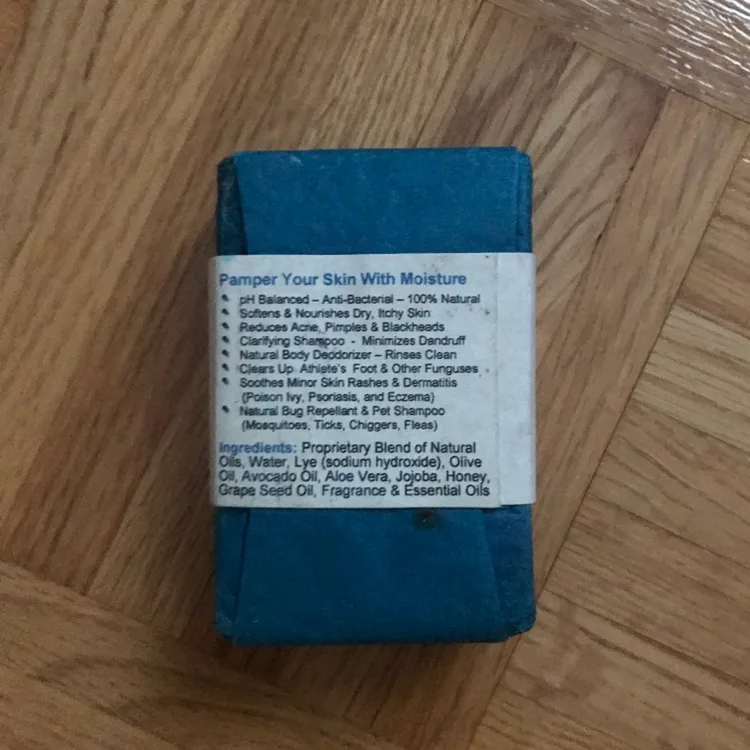 Pamper Your Skin With Moisture
• pH Balanced – Anti-Bacterial – 100% Natural
• Softens & Nourishes Dry, Itchy Skin
• Reduces Acne, Pimples & Blackheads
• Clarifying Shampoo - Minimizes Dandruff
• Natural Body Deodorizer – Rinses Clean
• Clears Up Athlete's Foot & Other Funguses
• Soothes Minor Skin Rashes & Dermatitis
(Poison Ivy, Psoriasis, and Eczema)
• Natural Bug Repellant & Pet Shampoo
(Mosquitoes, Ticks, Chiggers, Fleas)
Ingredients: Proprietary Blend of Natural
Oils, Water, Lye (sodium hydroxide), Olive
Oil, Avocado Oil, Aloe Vera, Jojoba, Honey,
Grape Seed Oil, Fragrance & Essential Oils